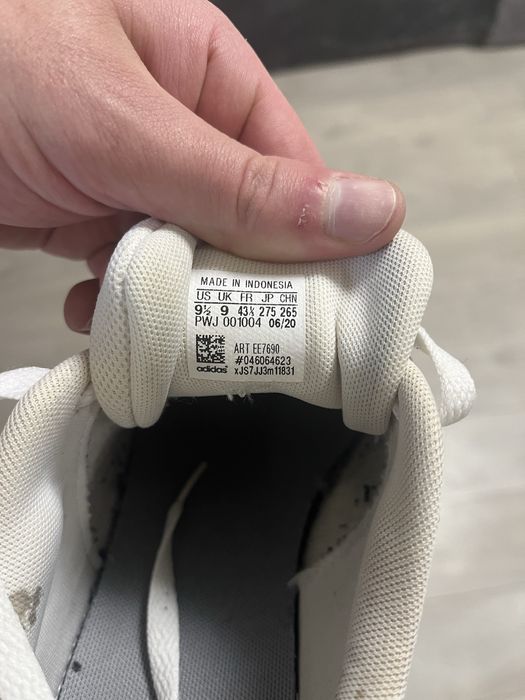 MADE IN INDONESIA
US UK FR JP CHN
9½ 9 43⅓ 275 265
PWJ 001004 06/20
ART EE7690
#046064623
adidas xJS7JJ3m11831